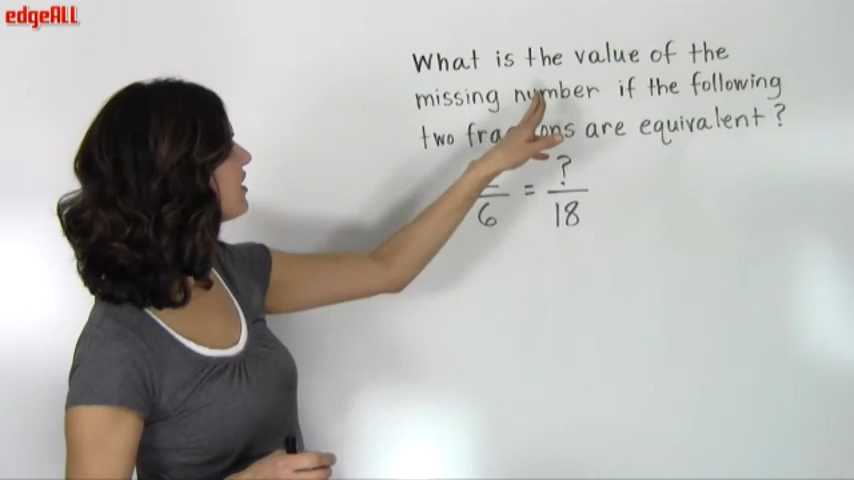 edgeALL
What is the value of the
missing number if the following
two are equivalent ?
= ?
6 18